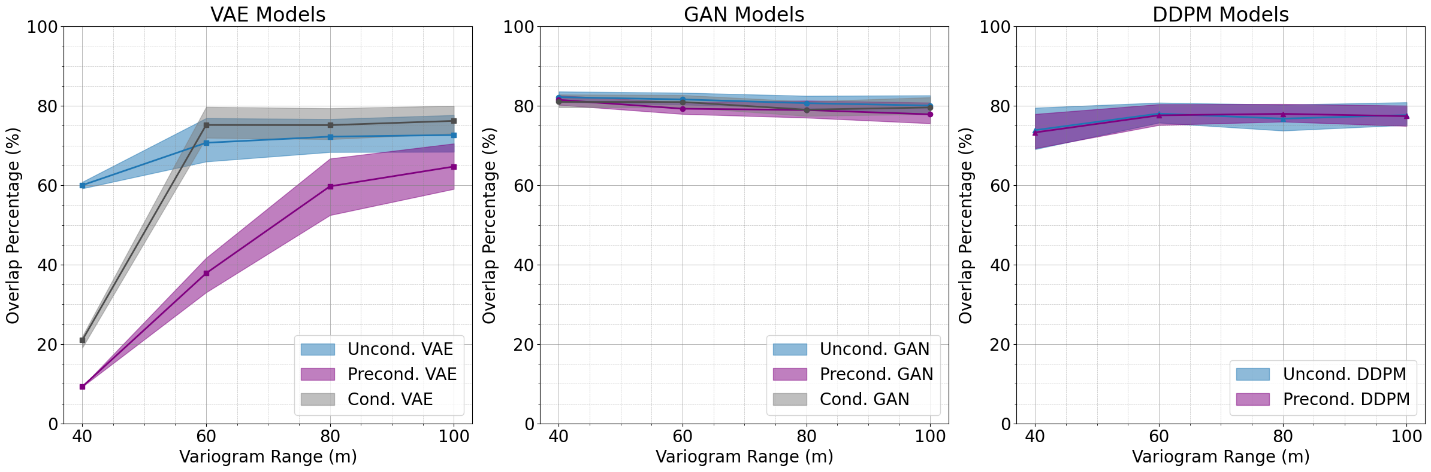 VAE Models
100
80
60
40
20
0
Overlap Percentage (%)
40 60 80 100
Variogram Range (m)
Uncond. VAE
Precond. VAE
Cond. VAE
GAN Models
100
80
60
40
20
0
Overlap Percentage (%)
40 60 80 100
Variogram Range (m)
Uncond. GAN
Precond. GAN
Cond. GAN
DDPM Models
100
80
60
40
20
0
Overlap Percentage (%)
40 60 80 100
Variogram Range (m)
Uncond. DDPM
Precond. DDPM